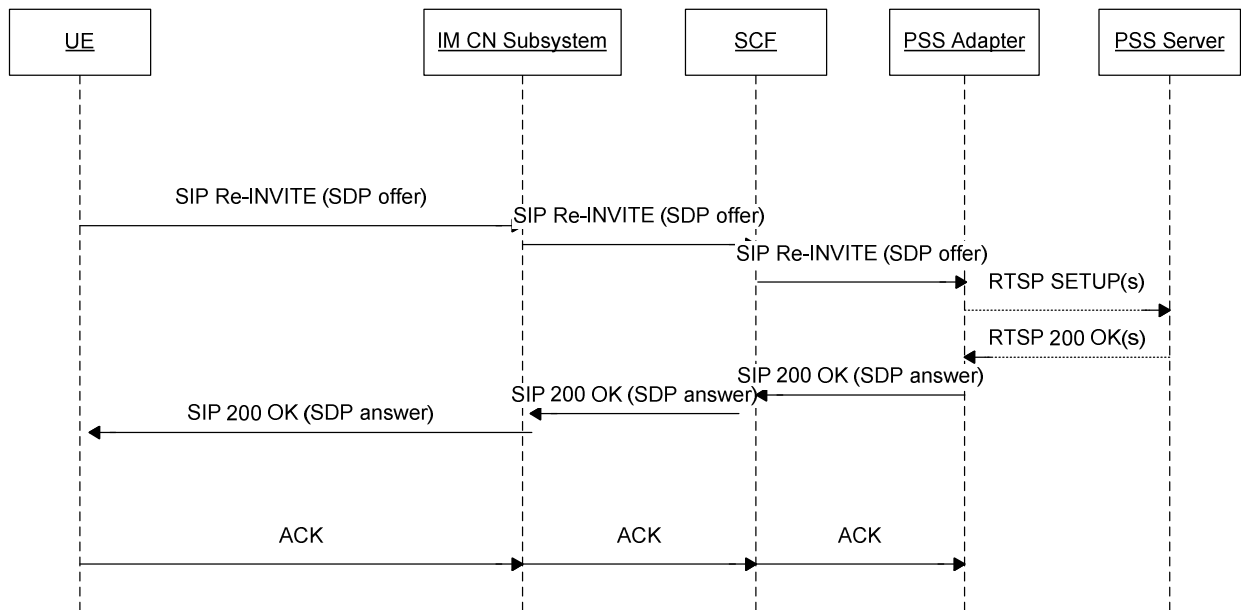 UE
IM CN Subsystem
SCF
PSS Adapter
PSS Server
SIP Re-INVITE (SDP offer)
SIP Re-INVITE (SDP offer)
SIP Re-INVITE (SDP offer)
RTSP SETUP(s)
RTSP 200 OK(s)
SIP 200 OK (SDP answer)
SIP 200 OK (SDP answer)
SIP 200 OK (SDP answer)
ACK
ACK
ACK